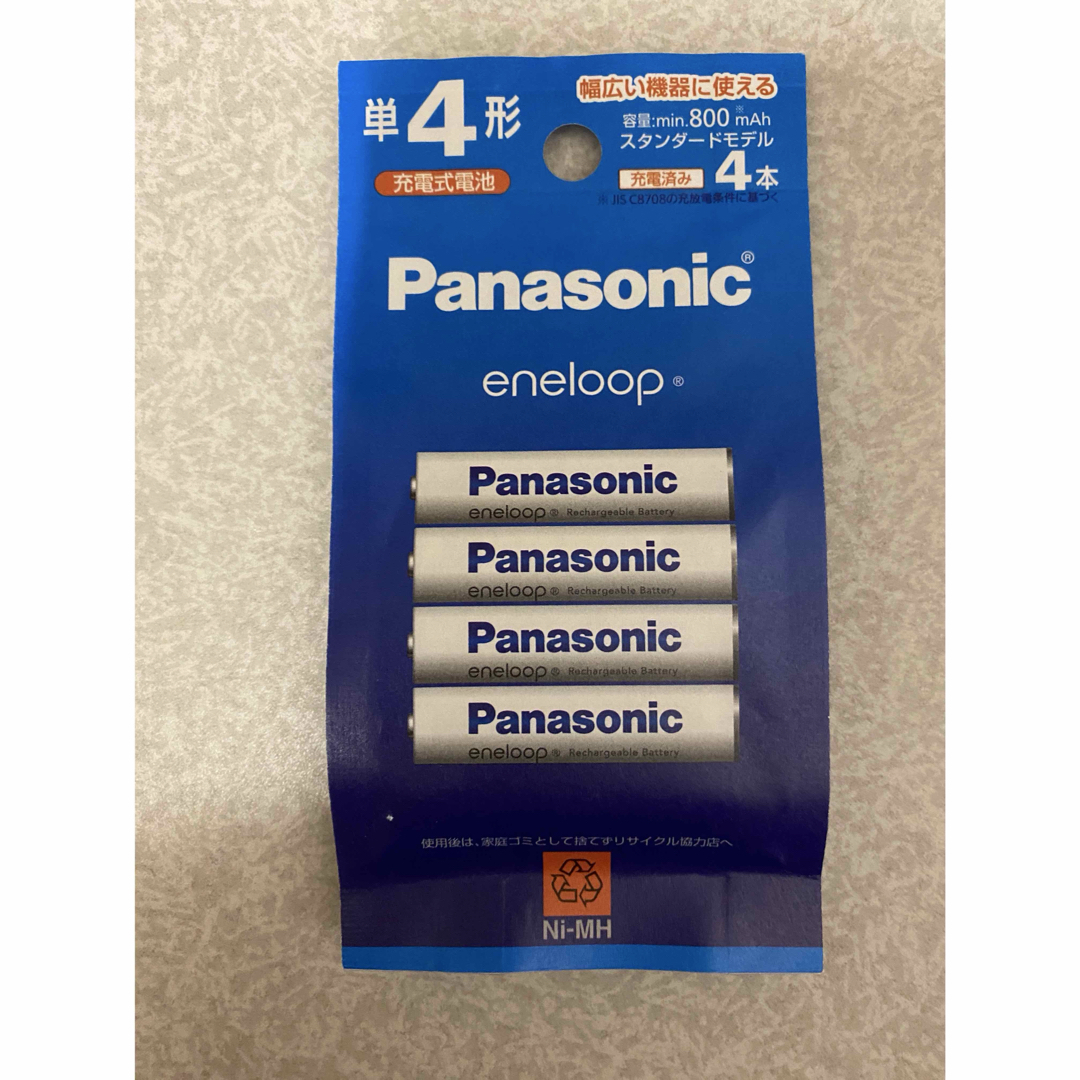 単4形
充電式電池
幅広い機器に使える
容量:min.800※mAh
スタンダードモデル
充電済み 4本
※JIS C8708の充放電条件に基づく
Panasonic®
eneloop®
Panasonic
eneloop® Rechargeable Battery
Panasonic
eneloop® Rechargeable Battery
Panasonic
eneloop® Rechargeable Battery
Panasonic
eneloop® Rechargeable Battery
使用後は、家庭ゴミとして捨てずリサイクル協力店へ
Ni-MH